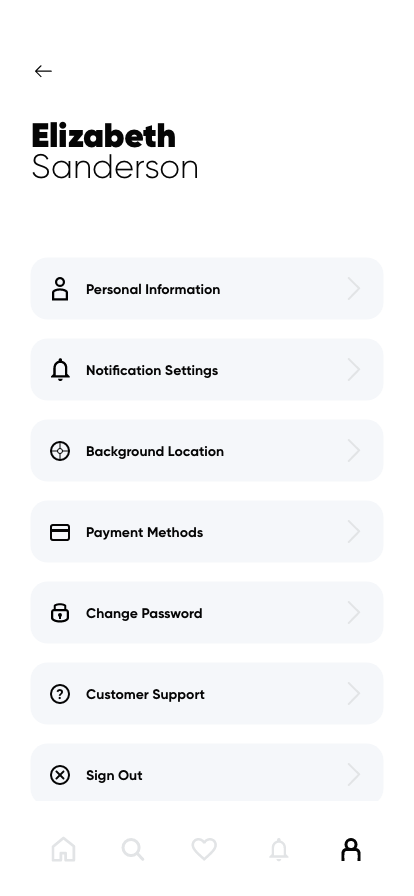 Elizabeth
Sanderson
Personal Information
Notification Settings
Background Location
Payment Methods
Change Password
Customer Support
Sign Out